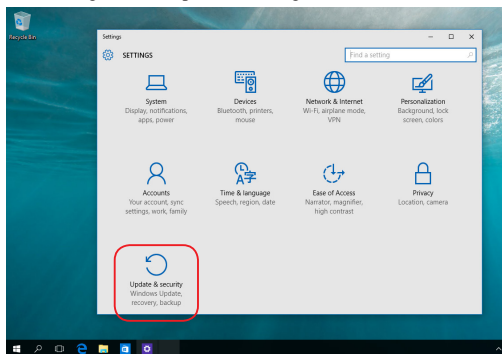 Recycle Bin
Settings
SETTINGS
Find a setting
System
Display, notifications,
apps, power
Devices
Bluetooth, printers,
mouse
Network & Internet
Wi-Fi, airplane mode,
VPN
Personalization
Background, lock
screen, colors
Accounts
Your account, sync
settings, work, family
Time & language
Speech, region, date
Ease of Access
Narrator, magnifier,
high contrast
Privacy
Location, camera
Update & security
Windows Update,
recovery, backup